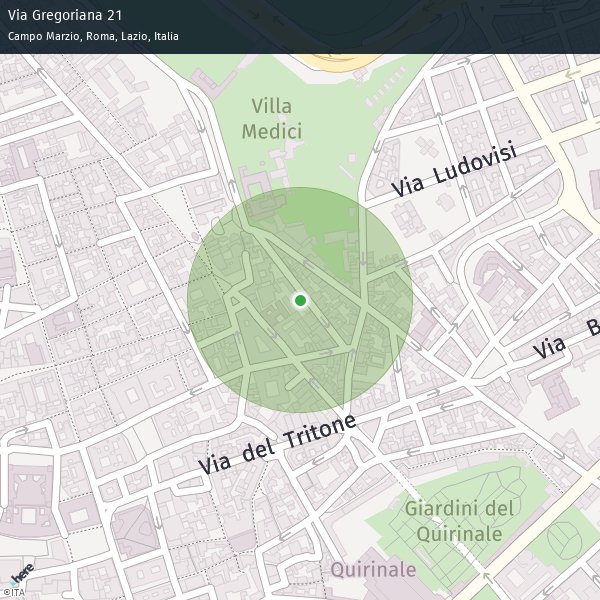 Via Gregoriana 21
Campo Marzio, Roma, Lazio, Italia
Villa
Medici
Via Ludovisi
Via B
Via del Tritone
Giardini del
Quirinale
Quirinale
here
©ITA